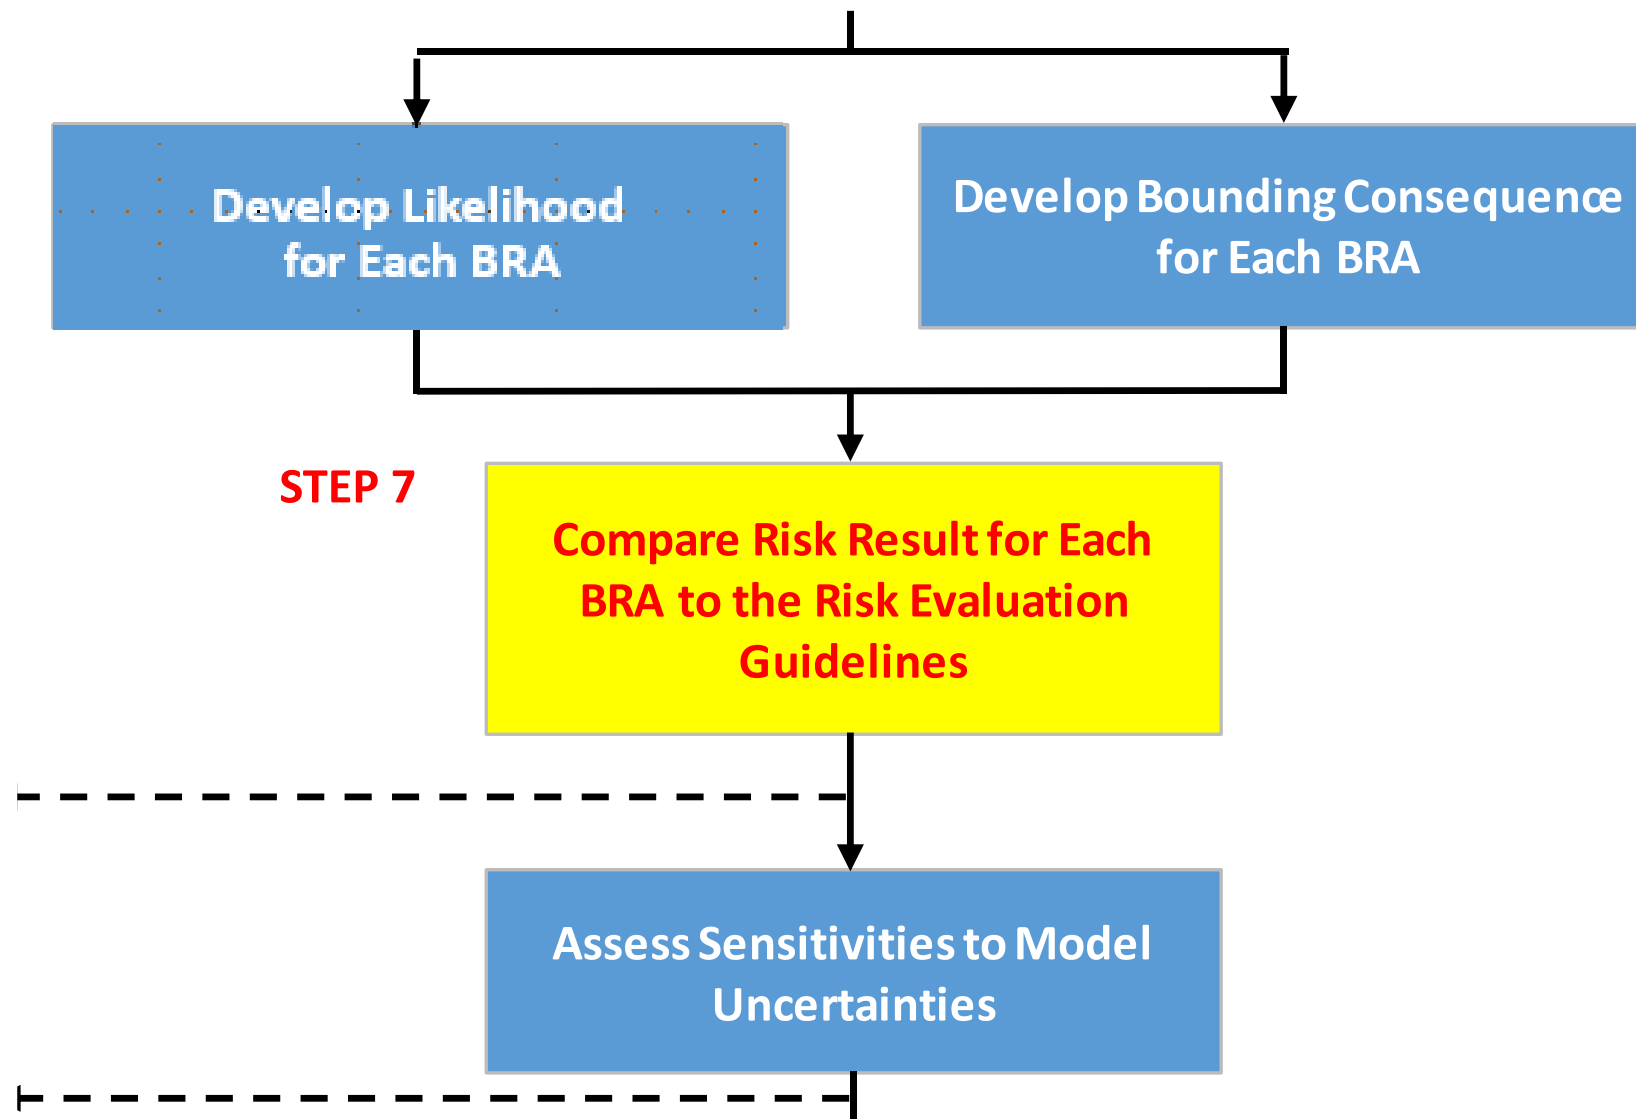 Develop Likelihood
for Each BRA
Develop Bounding Consequence
for Each BRA
STEP 7
Compare Risk Result for Each
BRA to the Risk Evaluation
Guidelines
Assess Sensitivities to Model
Uncertainties